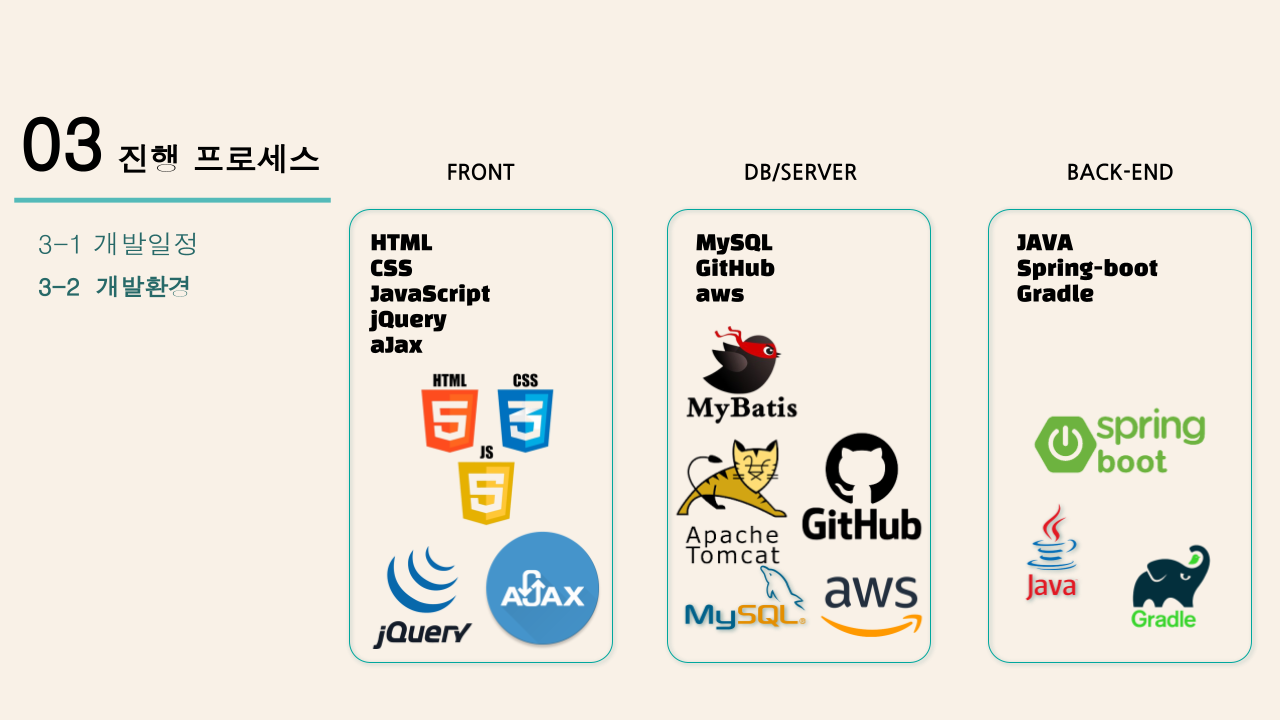 03 진행 프로세스
3-1 개발일정
3-2 개발환경
FRONT
HTML
CSS
JavaScript
jQuery
aJax
HTML
CSS
JS
jQuery
AJAX
DB/SERVER
MySQL
GitHub
aws
MyBatis
Apache
Tomcat
GitHub
MySQL
aws
BACK-END
JAVA
Spring-boot
Gradle
spring
boot
Java
Gradle